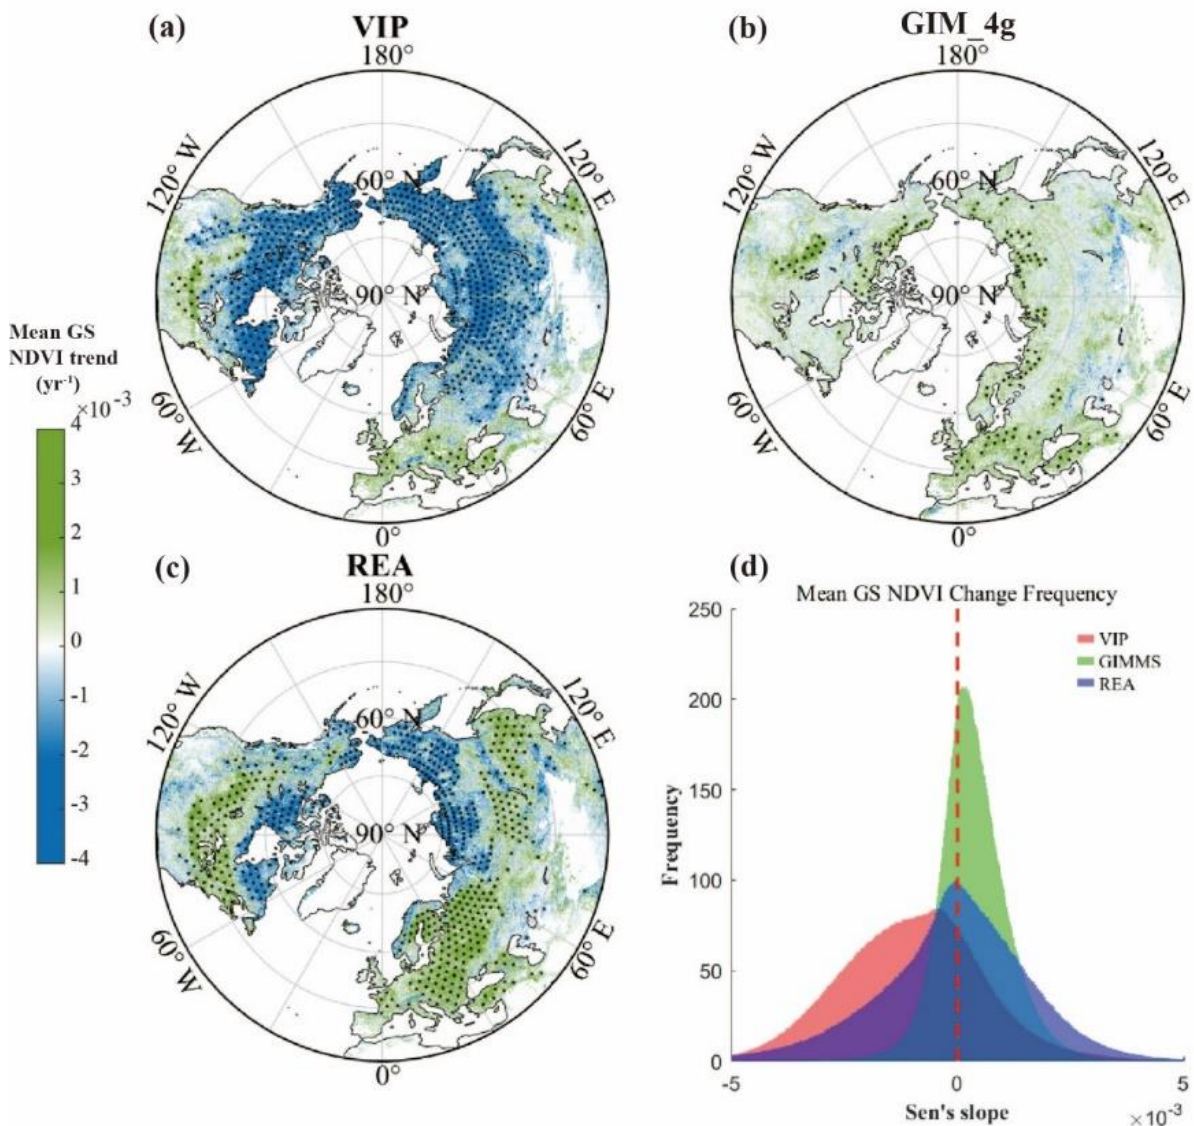 (a)
VIP
180°
120° W
120° E
60° N
90° N
60° W
60° E
0°
(b)
GIM_4g
180°
120° W
120° E
60° N
90° N
60° W
60° E
0°
Mean GS
NDVI trend
(yr⁻¹)
×10⁻³
4
3
2
1
0
-1
-2
-3
-4
(c)
REA
180°
120° W
120° E
60° N
90° N
60° W
60° E
0°
(d)
Mean GS NDVI Change Frequency
250
200
150
100
50
0
Frequency
VIP
GIMMS
REA
-5
0
5
×10⁻³
Sen's slope